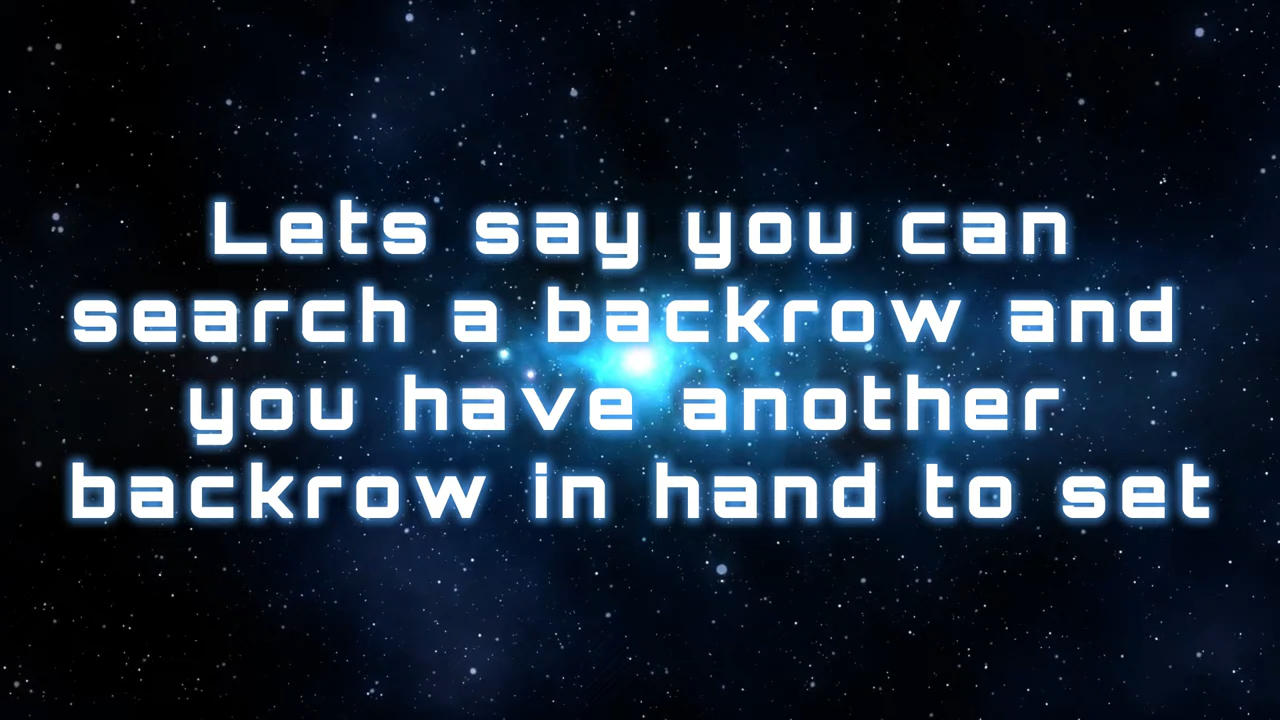 Lets say you can
search a backrow and
you have another
backrow in hand to set